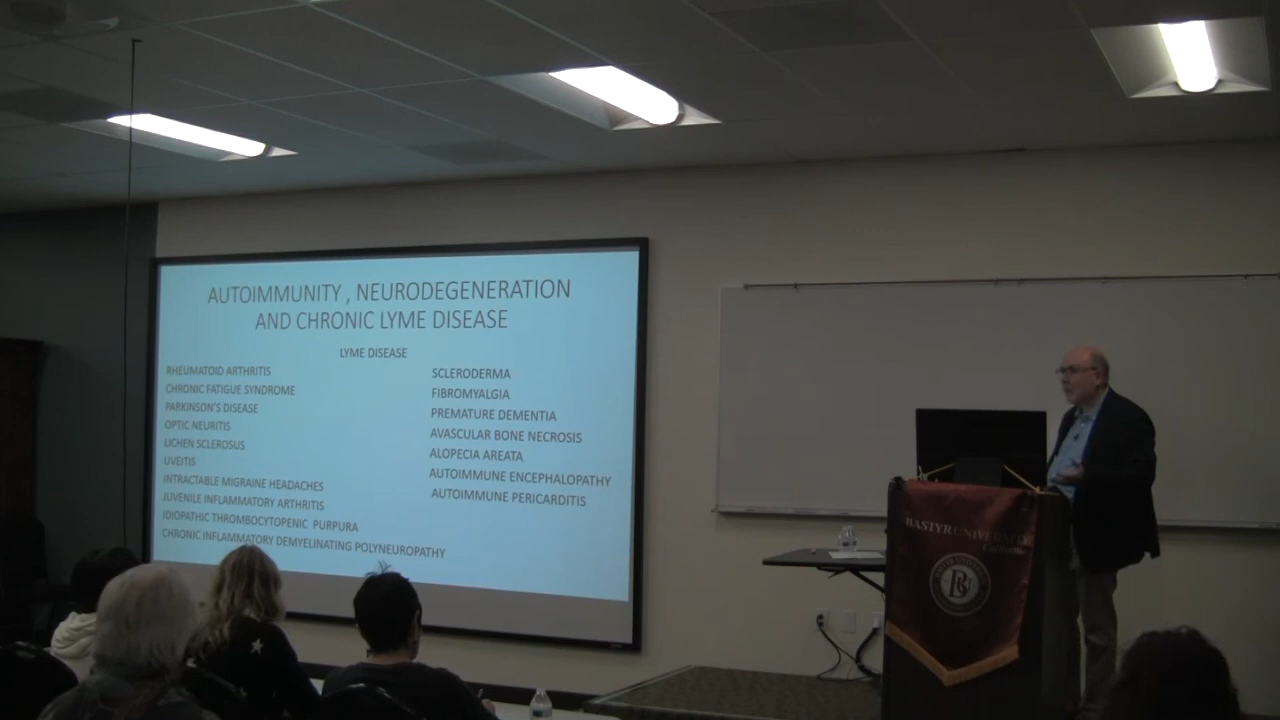 AUTOIMMUNITY , NEURODEGENERATION
AND CHRONIC LYME DISEASE
LYME DISEASE
RHEUMATOID ARTHRITIS
CHRONIC FATIGUE SYNDROME
PARKINSON'S DISEASE
OPTIC NEURITIS
LICHEN SCLEROSUS
UVEITIS
INTRACTABLE MIGRAINE HEADACHES
JUVENILE INFLAMMATORY ARTHRITIS
IDIOPATHIC THROMBOCYTOPENIC PURPURA
CHRONIC INFLAMMATORY DEMYELINATING POLYNEUROPATHY
SCLERODERMA
FIBROMYALGIA
PREMATURE DEMENTIA
AVASCULAR BONE NECROSIS
ALOPECIA AREATA
AUTOIMMUNE ENCEPHALOPATHY
AUTOIMMUNE PERICARDITIS
BASTYR UNIVERSITY
California